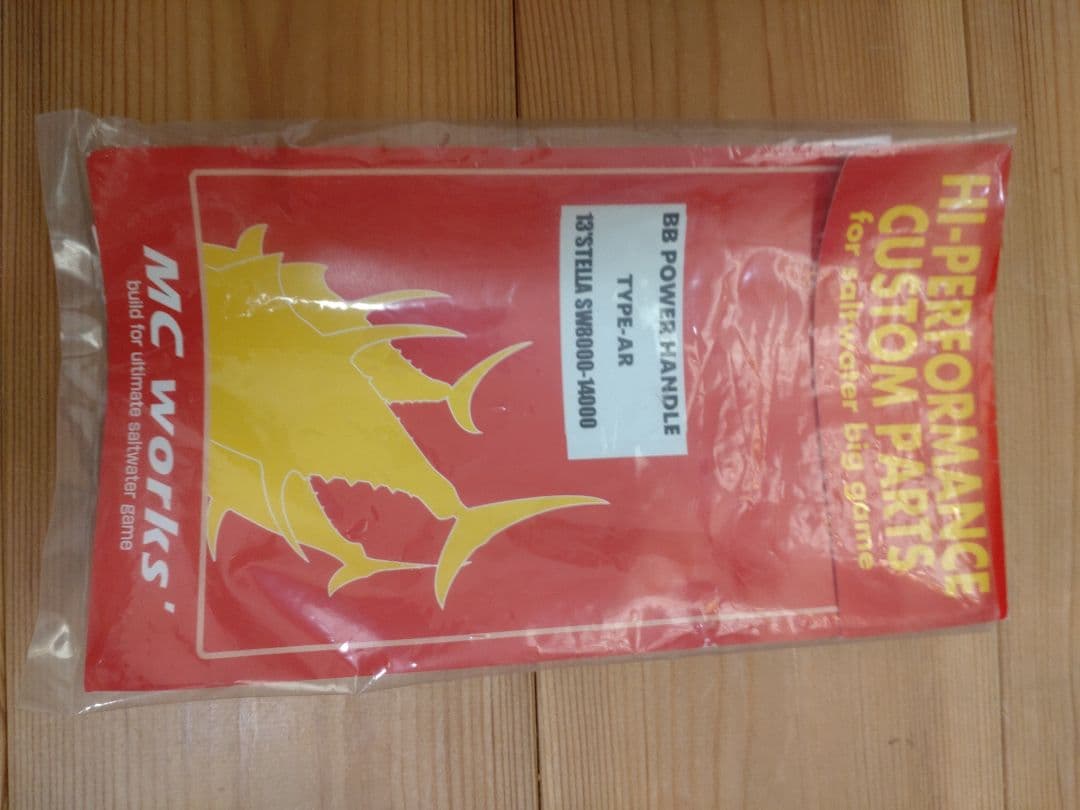 HI-PERFORMANCE
CUSTOM PARTS
for saltwater big game
BB POWER HANDLE
TYPE-AR
13'STELLA SW8000-14000
MC works'
build for ultimate saltwater game